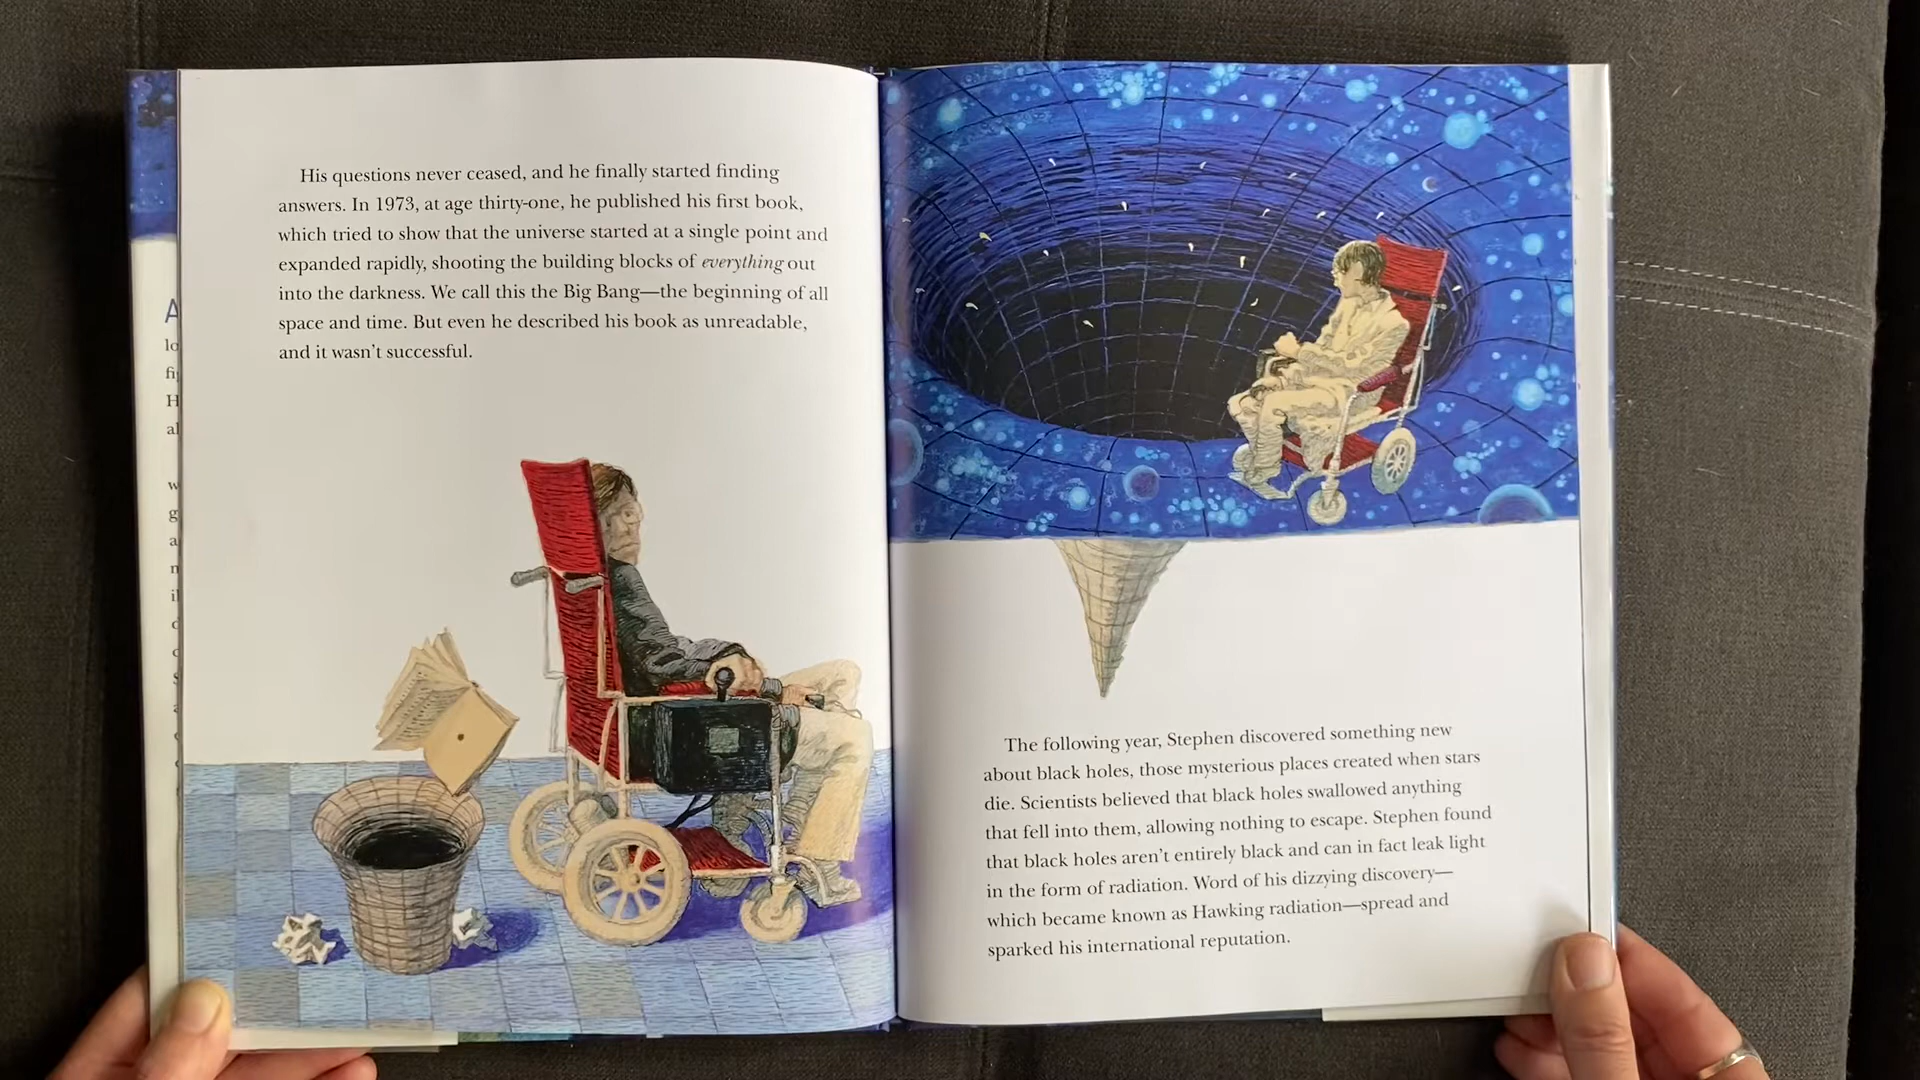 His questions never ceased, and he finally started finding
answers. In 1973, at age thirty-one, he published his first book,
which tried to show that the universe started at a single point and
expanded rapidly, shooting the building blocks of everything out
into the darkness. We call this the Big Bang—the beginning of all
space and time. But even he described his book as unreadable,
and it wasn't successful.
The following year, Stephen discovered something new
about black holes, those mysterious places created when stars
die. Scientists believed that black holes swallowed anything
that fell into them, allowing nothing to escape. Stephen found
that black holes aren't entirely black and can in fact leak light
in the form of radiation. Word of his dizzying discovery—
which became known as Hawking radiation—spread and
sparked his international reputation.